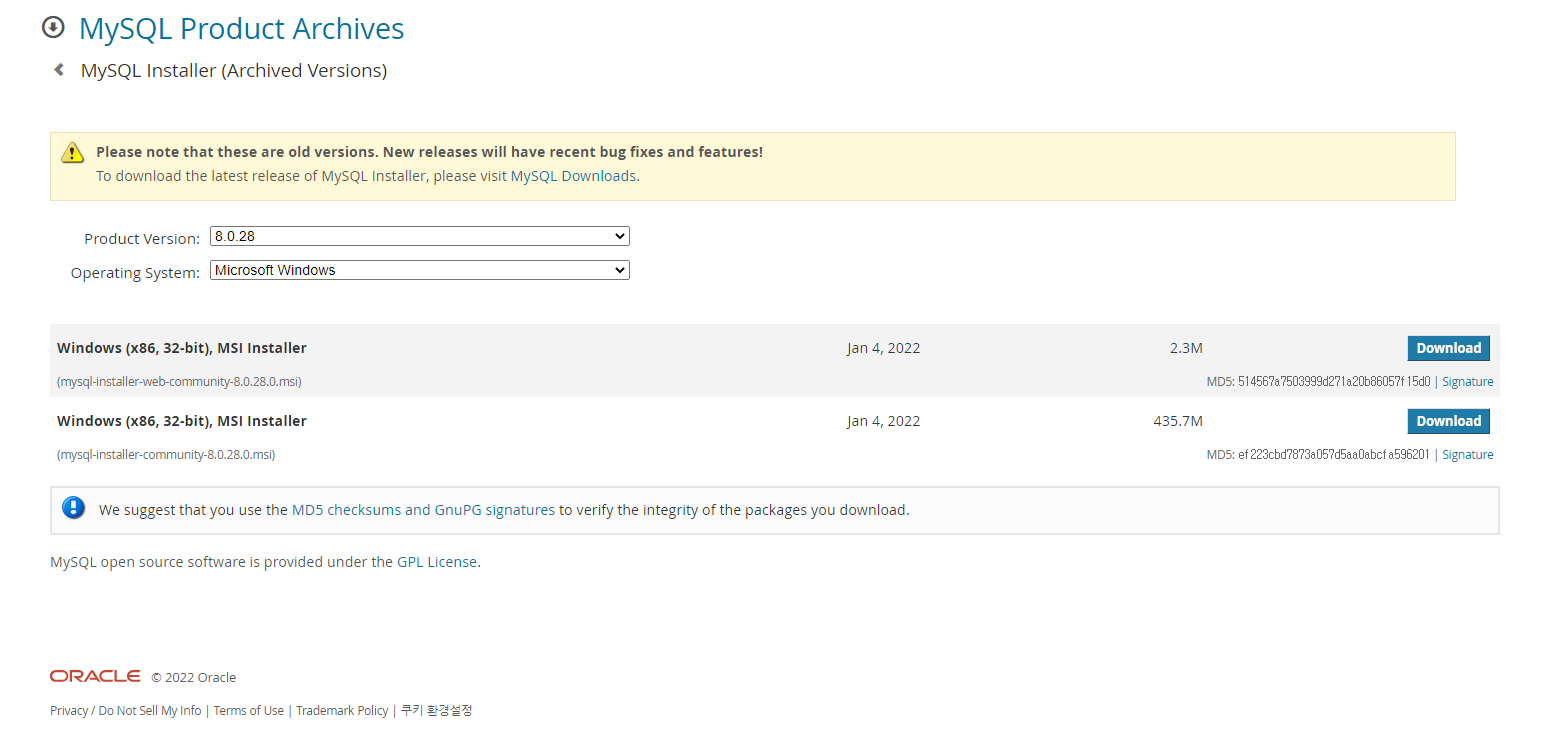 MySQL Product Archives
MySQL Installer (Archived Versions)
Please note that these are old versions. New releases will have recent bug fixes and features!
To download the latest release of MySQL Installer, please visit MySQL Downloads.
Product Version: 8.0.28
Operating System: Microsoft Windows
Windows (x86, 32-bit), MSI Installer Jan 4, 2022 2.3M Download
(mysql-installer-web-community-8.0.28.0.msi) MD5: 514567a7503999d271a20b86057f15d0 | Signature
Windows (x86, 32-bit), MSI Installer Jan 4, 2022 435.7M Download
(mysql-installer-community-8.0.28.0.msi) MD5: ef223cbd7873a057d5aa0abcfa596201 | Signature
We suggest that you use the MD5 checksums and GnuPG signatures to verify the integrity of the packages you download.
MySQL open source software is provided under the GPL License.
ORACLE © 2022 Oracle
Privacy / Do Not Sell My Info | Terms of Use | Trademark Policy | 쿠키 환경설정